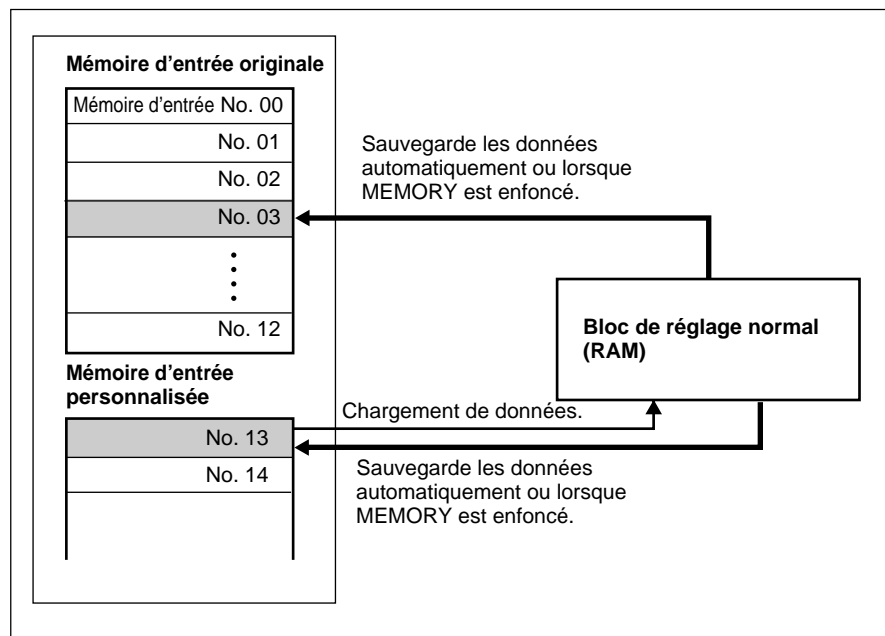 Mémoire d'entrée originale
Mémoire d'entrée No. 00
No. 01
No. 02
No. 03
No. 12
Sauvegarde les données
automatiquement ou lorsque
MEMORY est enfoncé.
Bloc de réglage normal
(RAM)
Mémoire d'entrée
personnalisée
No. 13
No. 14
Chargement de données.
Sauvegarde les données
automatiquement ou lorsque
MEMORY est enfoncé.